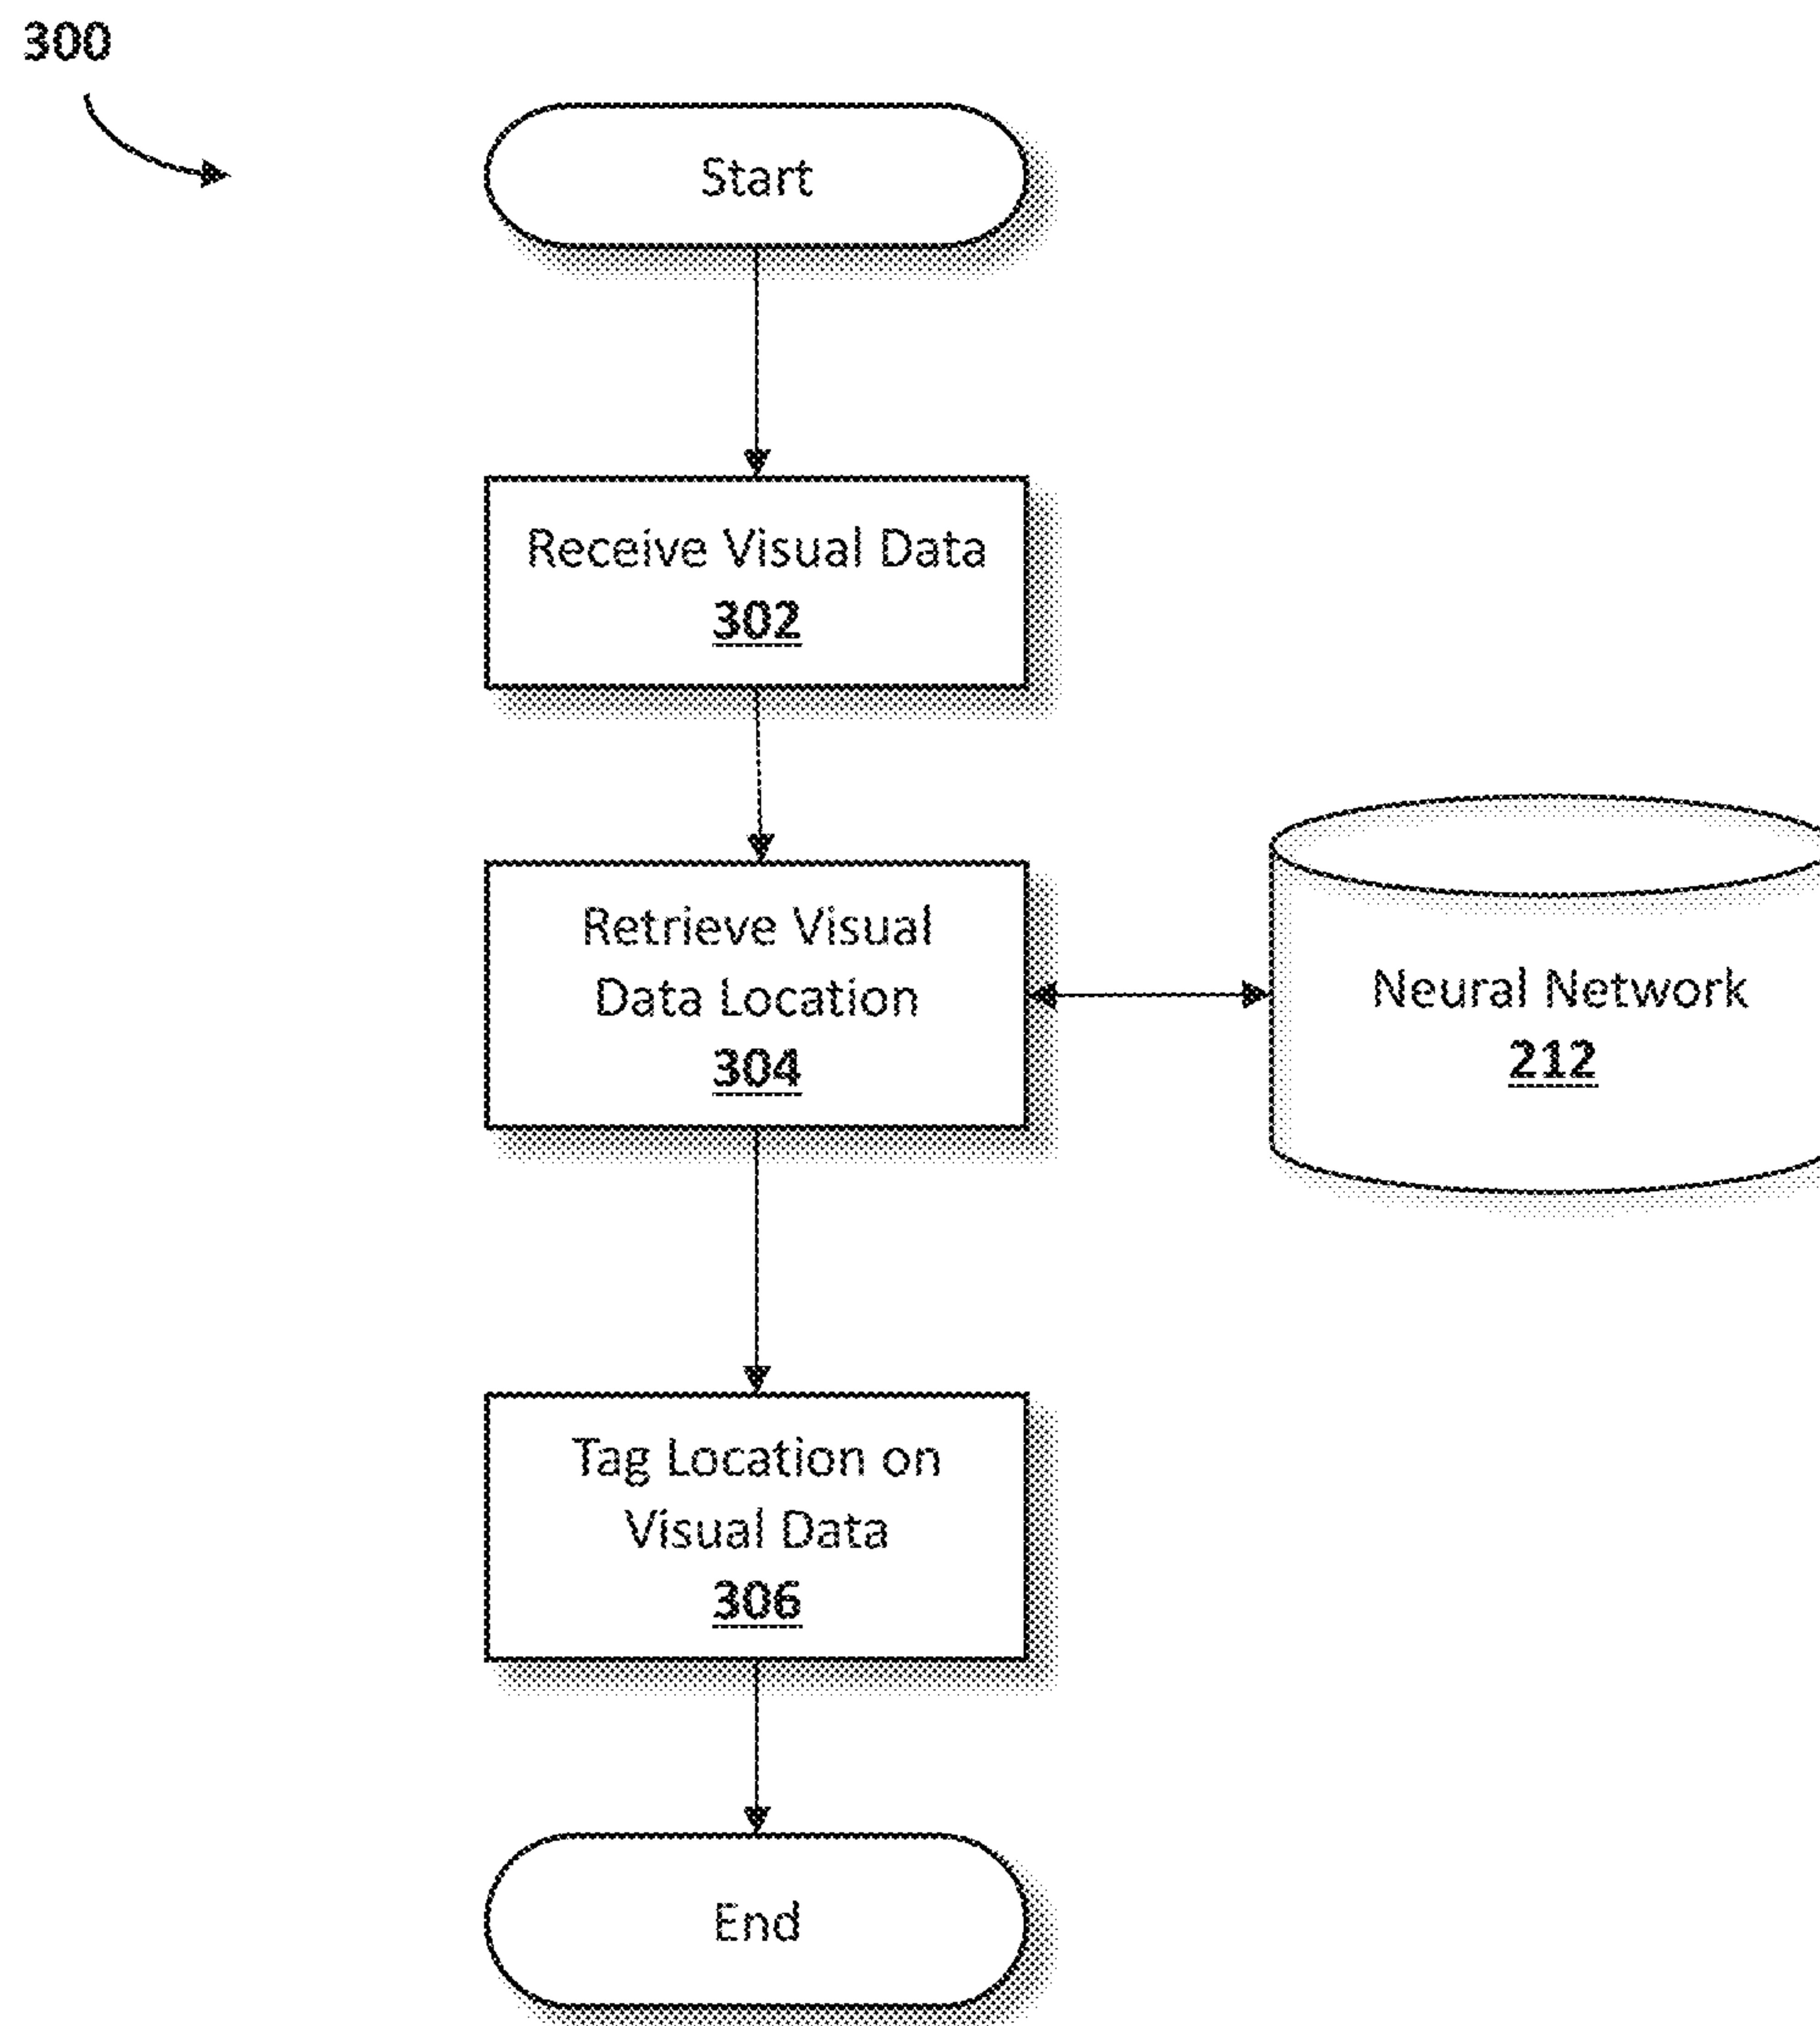 300
Start
Receive Visual Data
302
Retrieve Visual
Data Location
304
Neural Network
212
Tag Location on
Visual Data
306
End